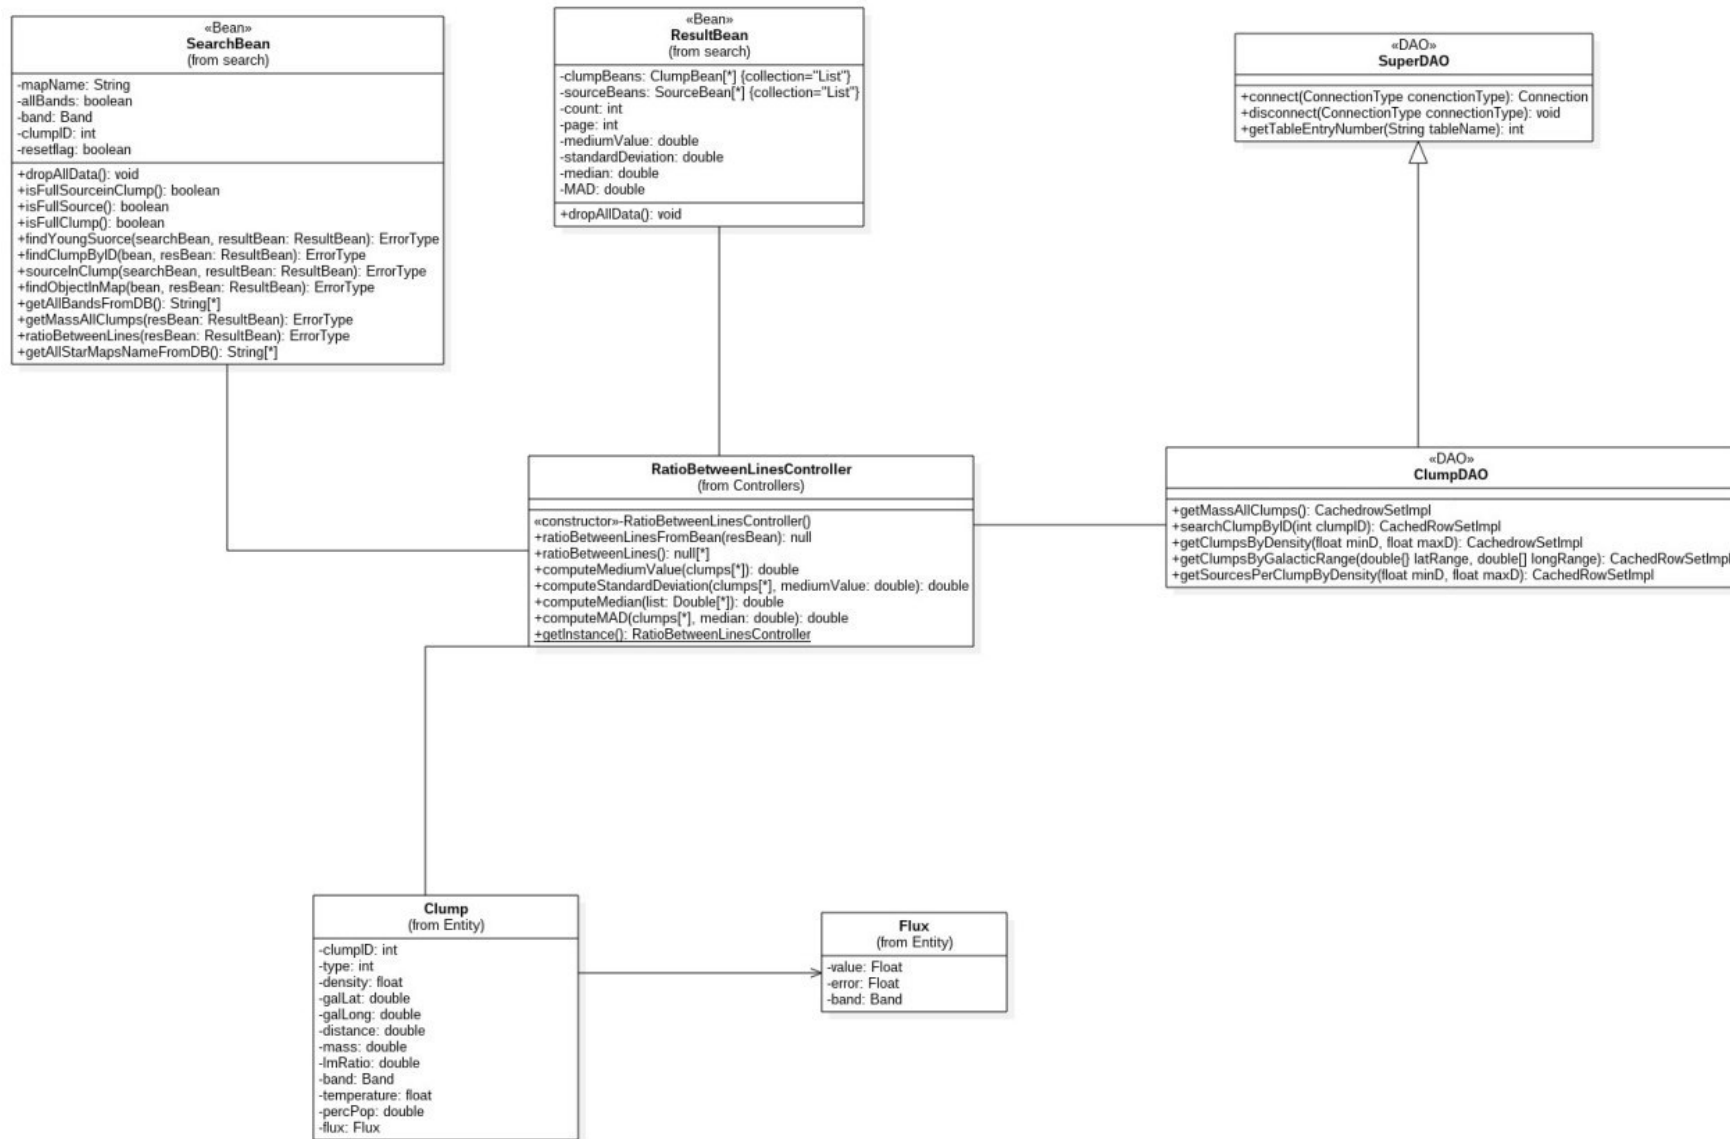 «Bean»
SearchBean
(from search)
-mapName: String
-allBands: boolean
-band: Band
-clumpID: int
-resetflag: boolean
+dropAllData(): void
+isFullSourceinClump(): boolean
+isFullSource(): boolean
+isFullClump(): boolean
+findYoungSuorce(searchBean, resultBean: ResultBean): ErrorType
+findClumpByID(bean, resBean: ResultBean): ErrorType
+sourceInClump(searchBean, resultBean: ResultBean): ErrorType
+findObjectInMap(bean, resBean: ResultBean): ErrorType
+getAllBandsFromDB(): String[*]
+getMassAllClumps(resBean: ResultBean): ErrorType
+ratioBetweenLines(resBean: ResultBean): ErrorType
+getAllStarMapsNameFromDB(): String[*]
«Bean»
ResultBean
(from search)
-clumpBeans: ClumpBean[*] {collection="List"}
-sourceBeans: SourceBean[*] {collection="List"}
-count: int
-page: int
-mediumValue: double
-standardDeviation: double
-median: double
-MAD: double
+dropAllData(): void
«DAO»
SuperDAO
+connect(ConnectionType conenctionType): Connection
+disconnect(ConnectionType connectionType): void
+getTableEntryNumber(String tableName): int
RatioBetweenLinesController
(from Controllers)
«constructor»-RatioBetweenLinesController()
+ratioBetweenLinesFromBean(resBean): null
+ratioBetweenLines(): null[*]
+computeMediumValue(clumps[*]): double
+computeStandardDeviation(clumps[*], mediumValue: double): double
+computeMedian(list: Double[*]): double
+computeMAD(clumps[*], median: double): double
+getInstance(): RatioBetweenLinesController
«DAO»
ClumpDAO
+getMassAllClumps(): CachedrowSetImpl
+searchClumpByID(int clumpID): CachedRowSetImpl
+getClumpsByDensity(float minD, float maxD): CachedrowSetImpl
+getClumpsByGalacticRange(double[} latRange, double[] longRange): CachedRowSetImpl
+getSourcesPerClumpByDensity(float minD, float maxD): CachedRowSetImpl
Clump
(from Entity)
-clumpID: int
-type: int
-density: float
-galLat: double
-galLong: double
-distance: double
-mass: double
-lmRatio: double
-band: Band
-temperature: float
-percPop: double
-flux: Flux
Flux
(from Entity)
-value: Float
-error: Float
-band: Band